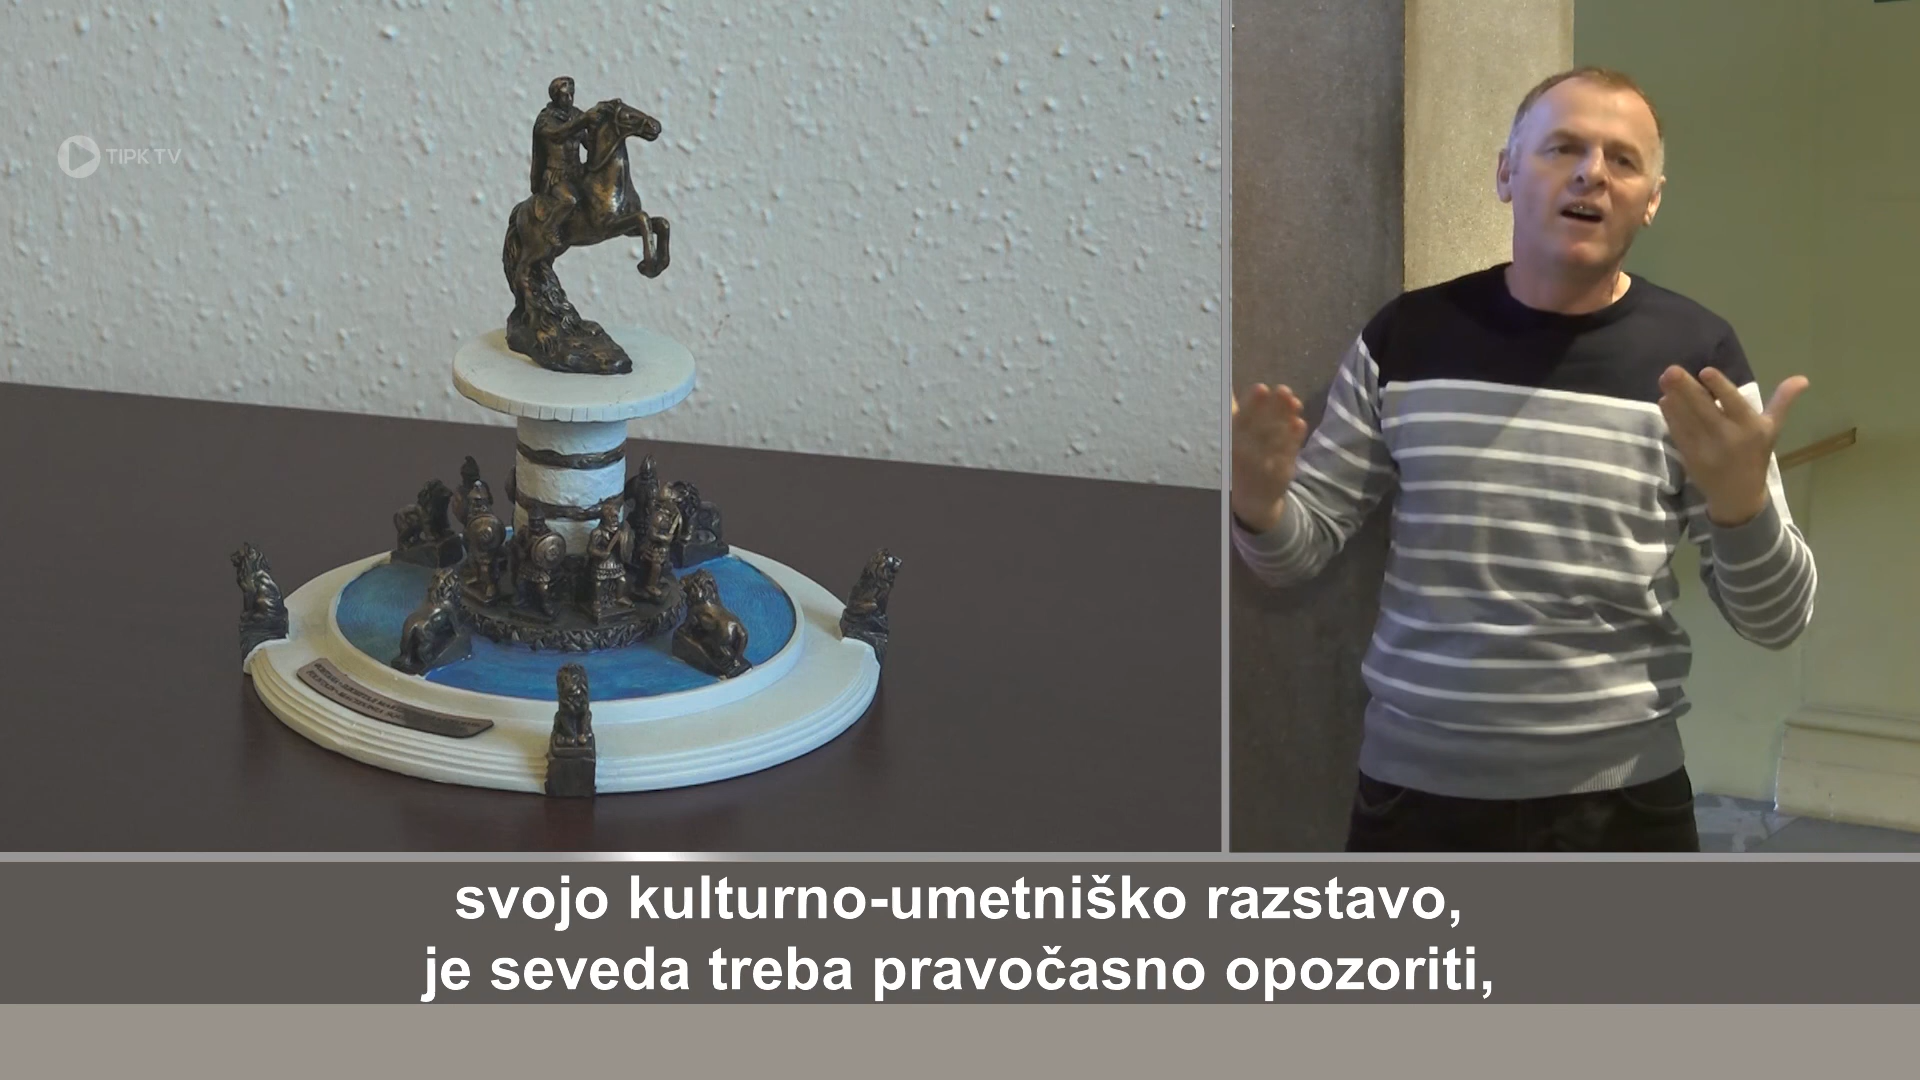 TIPK TV
svojo kulturno-umetniško razstavo,
je seveda treba pravočasno opozoriti,